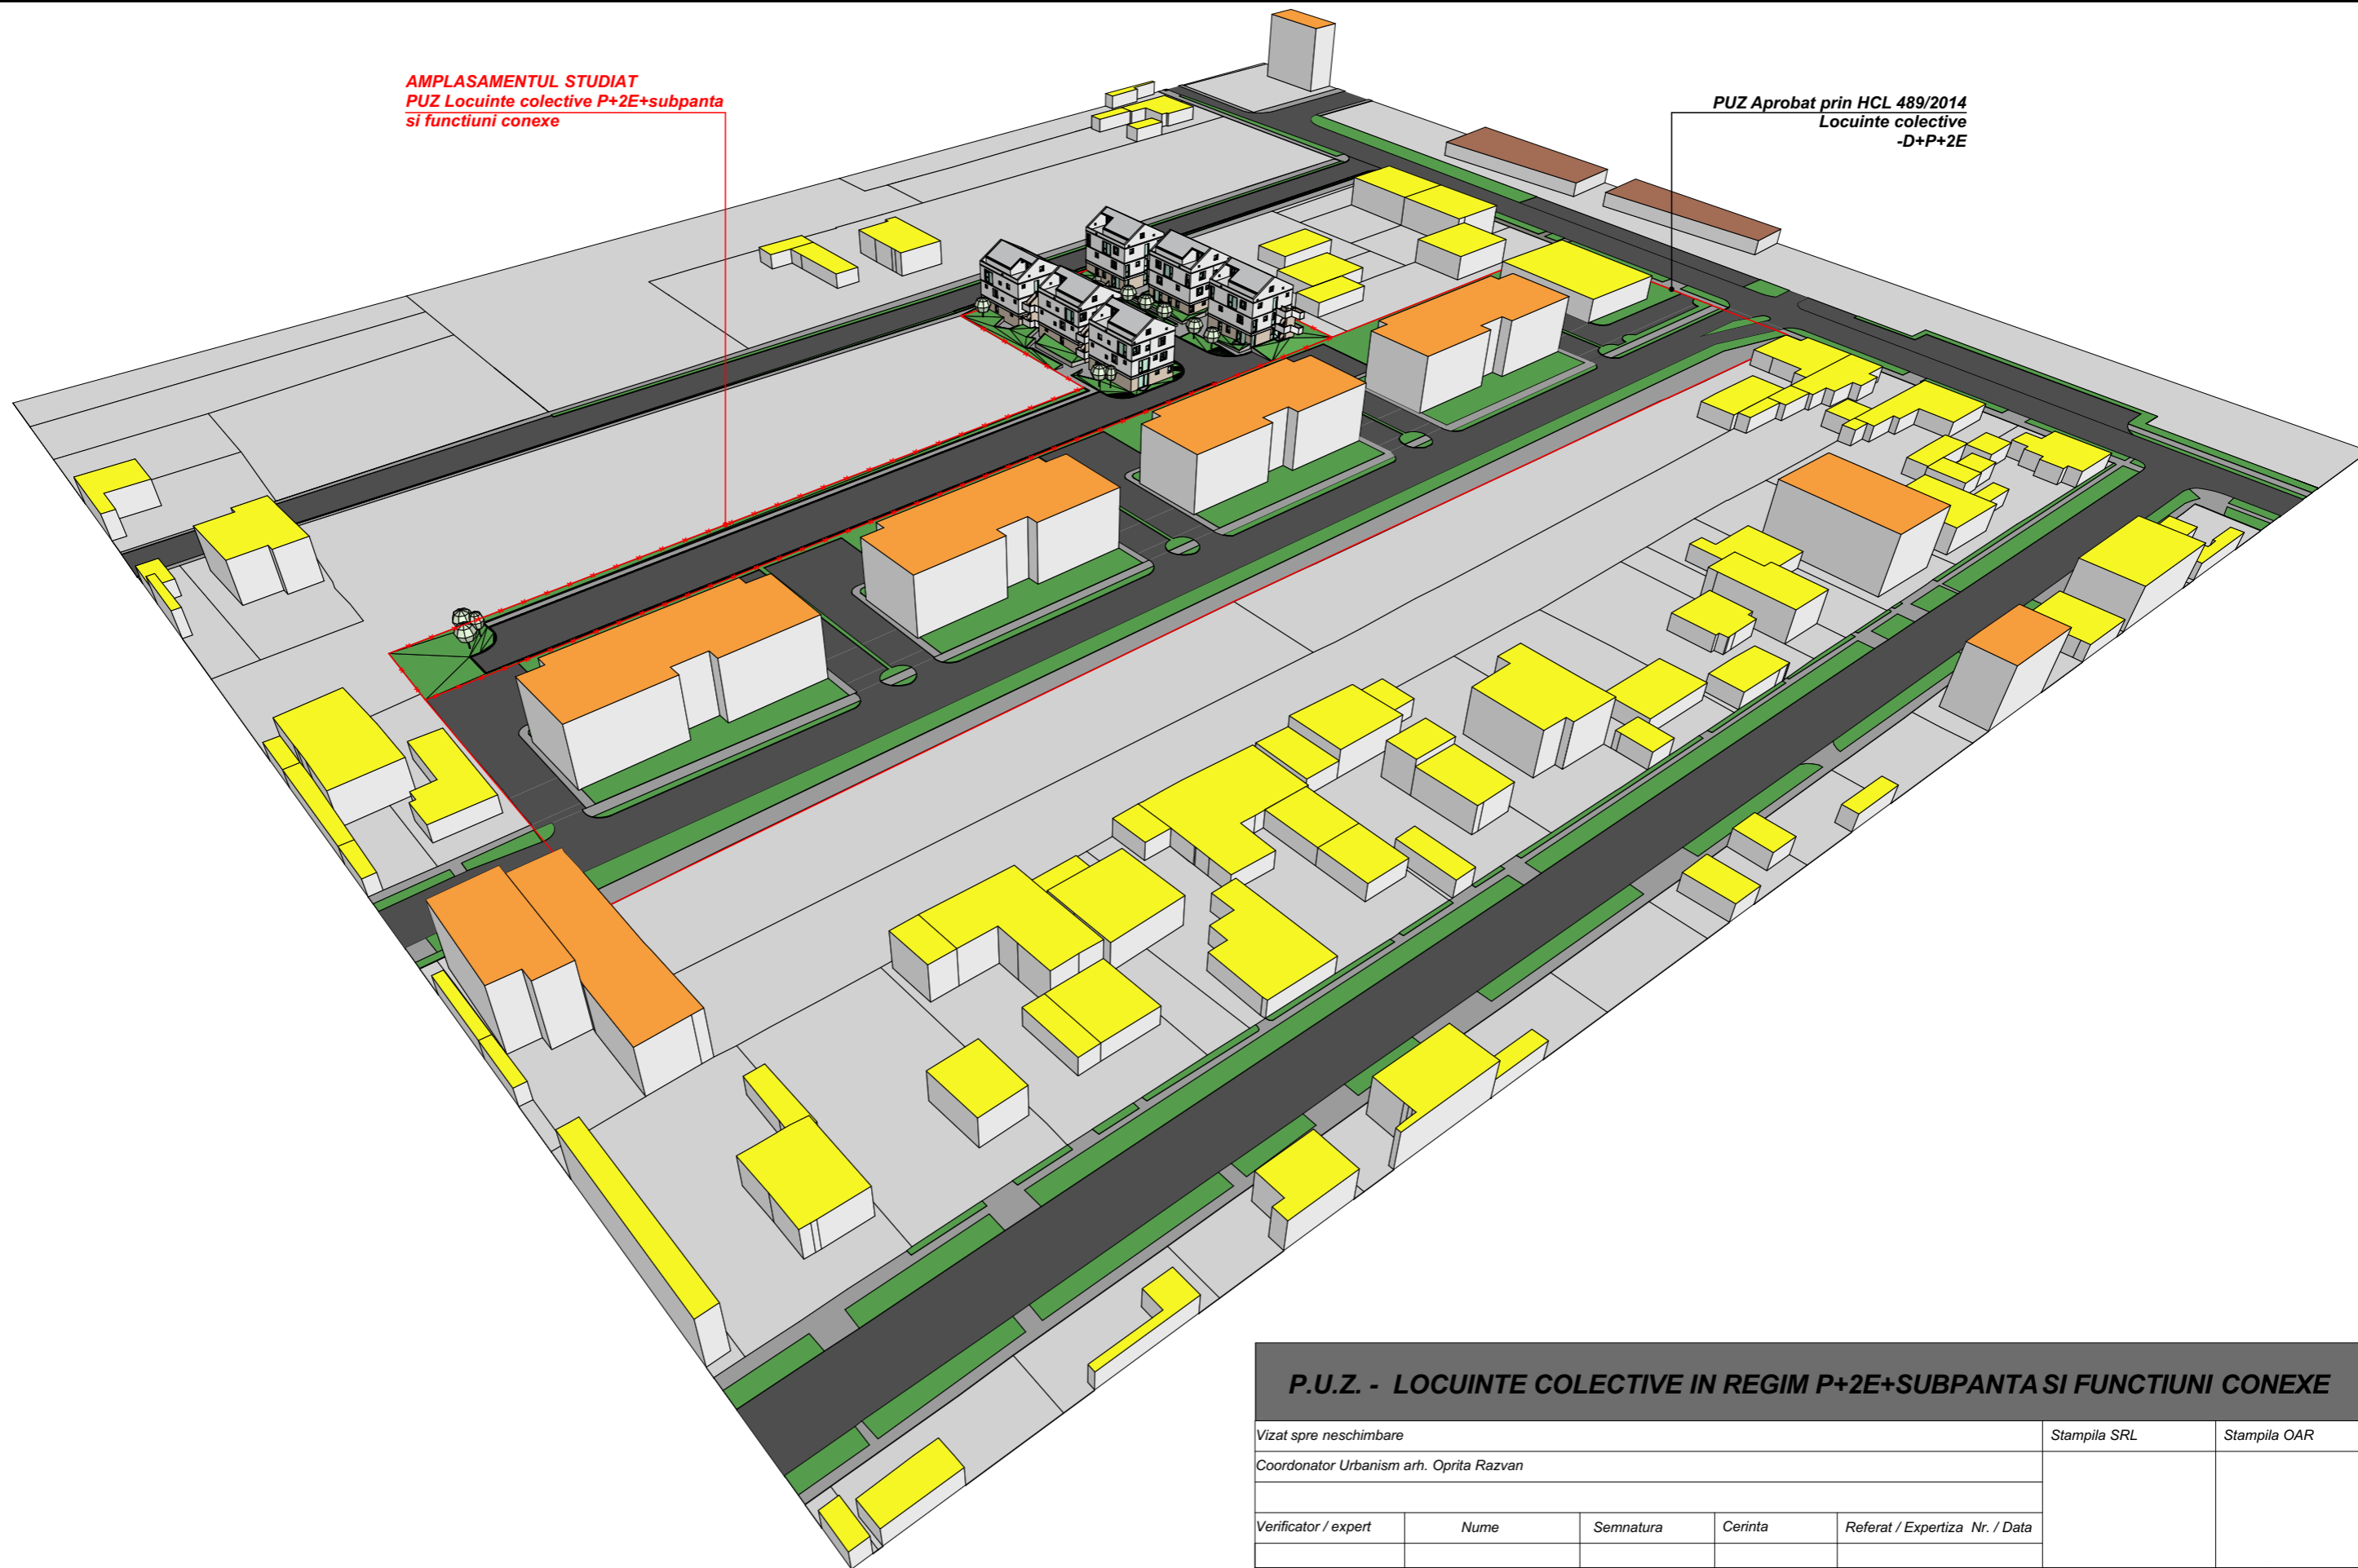 AMPLASAMENTUL STUDIAT
PUZ Locuinte colective P+2E+subpanta
si functiuni conexe
PUZ Aprobat prin HCL 489/2014
Locuinte colective
-D+P+2E
P.U.Z. - LOCUINTE COLECTIVE IN REGIM P+2E+SUBPANTA SI FUNCTIUNI CONEXE
Vizat spre neschimbare
Stampila SRL
Stampila OAR
Coordonator Urbanism arh. Oprita Razvan
Verificator / expert
Nume
Semnatura
Cerinta
Referat / Expertiza Nr. / Data